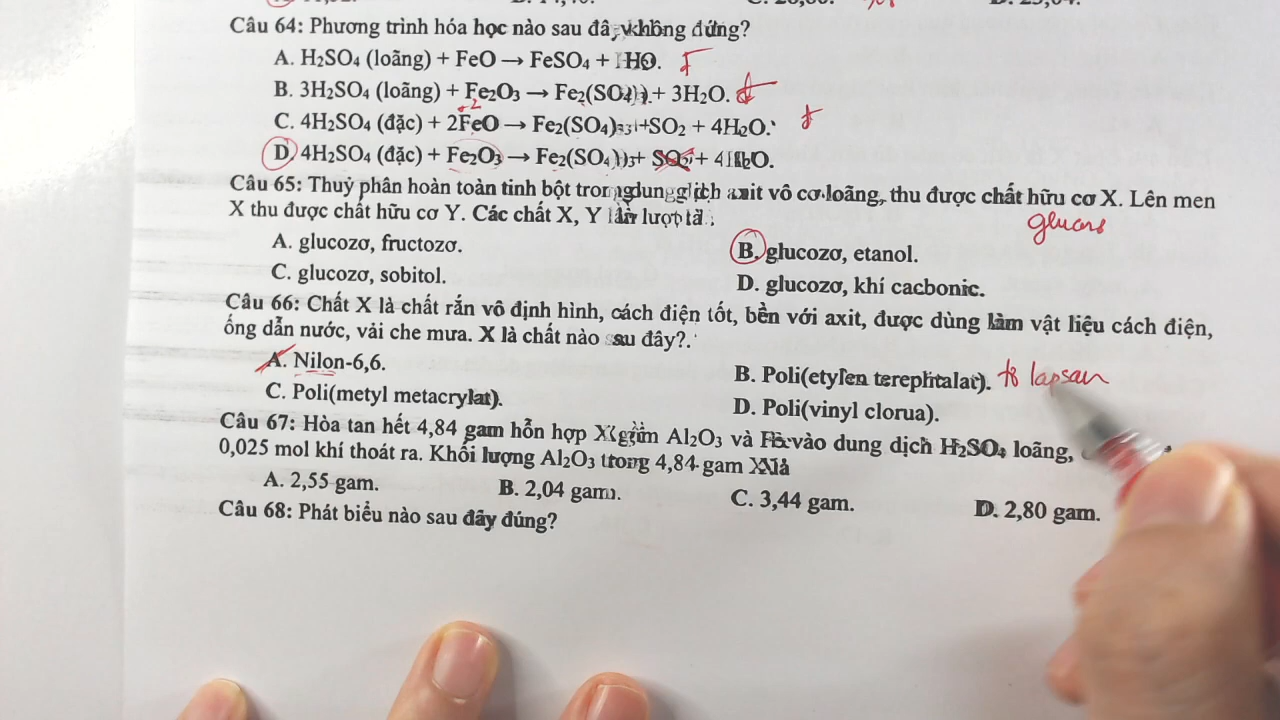 Câu 64: Phương trình hóa học nào sau đây không đúng?
A. H₂SO₄ (loãng) + FeO → FeSO₄ + H₂O.
B. 3H₂SO₄ (loãng) + Fe₂O₃ → Fe₂(SO₄)₃ + 3H₂O.
+2
C. 4H₂SO₄ (đặc) + 2FeO → Fe₂(SO₄)₃ + SO₂ + 4H₂O.
D. 4H₂SO₄ (đặc) + Fe₂O₃ → Fe₂(SO₄)₃ + SO₂ + 4H₂O.
Câu 65: Thuỷ phân hoàn toàn tinh bột trong dung dịch axit vô cơ loãng, thu được chất hữu cơ X. Lên men
X thu được chất hữu cơ Y. Các chất X, Y lần lượt là
glucozơ
A. glucozơ, fructozơ.
B. glucozơ, etanol.
C. glucozơ, sobitol.
D. glucozơ, khí cacbonic.
Câu 66: Chất X là chất rắn vô định hình, cách điện tốt, bền với axit, được dùng làm vật liệu cách điện,
ống dẫn nước, vải che mưa. X là chất nào sau đây?
A. Nilon-6,6.
B. Poli(etylen terephtalat). tơ lapsan
C. Poli(metyl metacrylat).
D. Poli(vinyl clorua).
Câu 67: Hòa tan hết 4,84 gam hỗn hợp X gồm Al₂O₃ và Fe vào dung dịch H₂SO₄ loãng,
0,025 mol khí thoát ra. Khối lượng Al₂O₃ trong 4,84 gam X là
A. 2,55 gam.
B. 2,04 gam.
C. 3,44 gam.
D. 2,80 gam.
Câu 68: Phát biểu nào sau đây đúng?